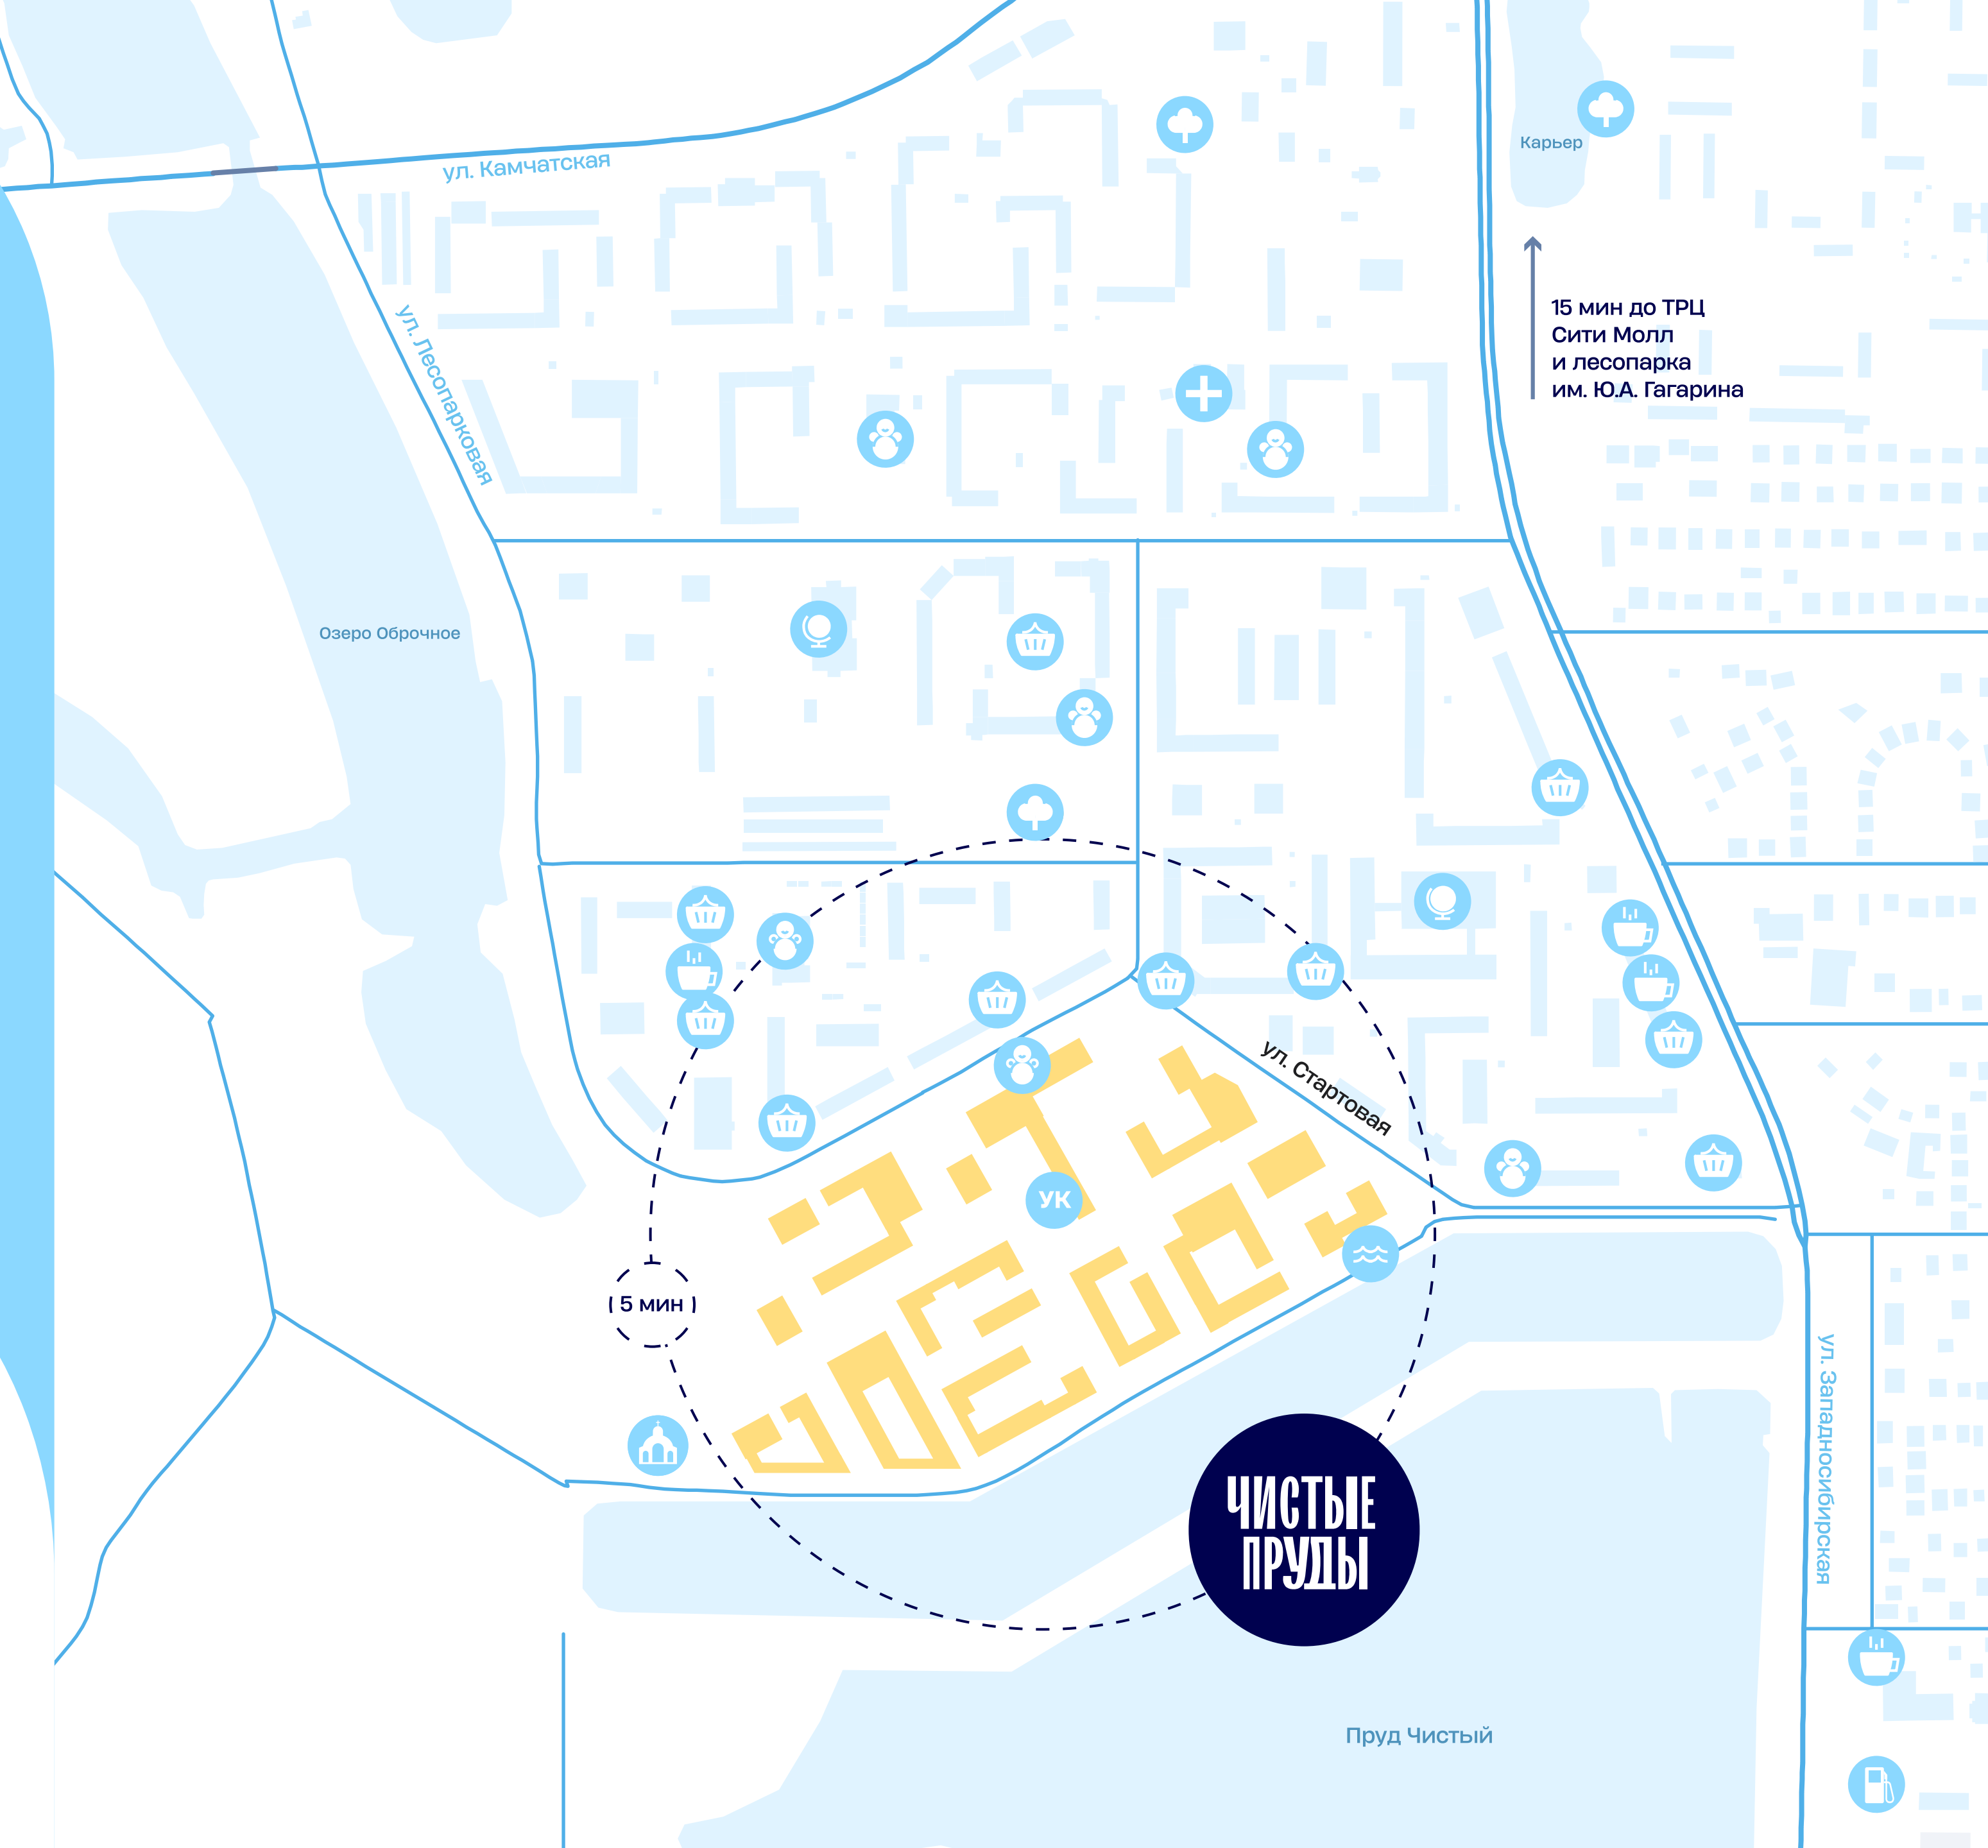 Карьер
ул. Камчатская
15 мин до ТРЦ
Сити Молл
и лесопарка
им. Ю.А. Гагарина
ул. Лесопарковая
Озеро Оброчное
ул. Стартовая
УК
5 мин
ул. Западносибирская
ЧИСТЫЕ
ПРУДЫ
Пруд Чистый